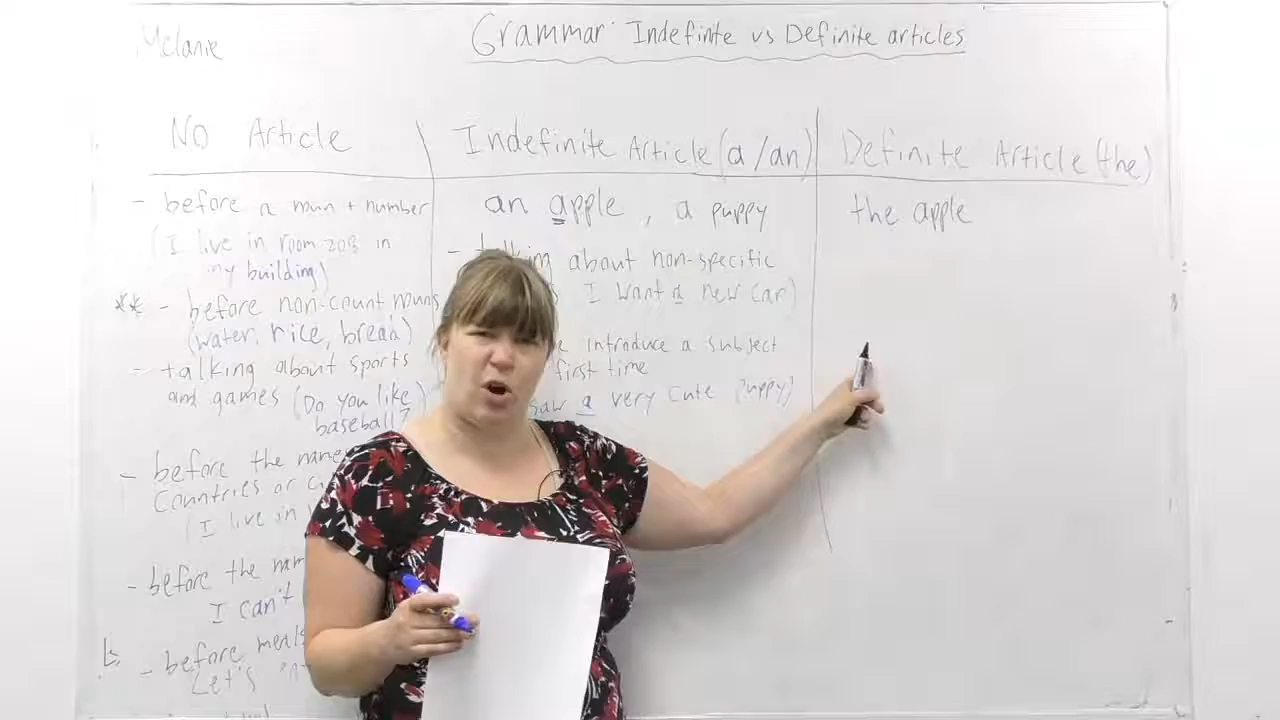 Melanie
Grammar: Indefinite vs Definite articles
No Article
- before a noun + number
(I live in room 203 in
my building)
** - before non-count nouns
(water, rice, bread)
- talking about sports
and games (Do you like
baseball?
- before the name
Countries or
(I live in
- before the nam
I can't
- before meals
Let's
Indefinite Article (a/an)
an apple, a puppy
- talking about non-specific
I want a new car)
introduce a subject
first time
saw a very cute puppy)
Definite Article (the)
the apple